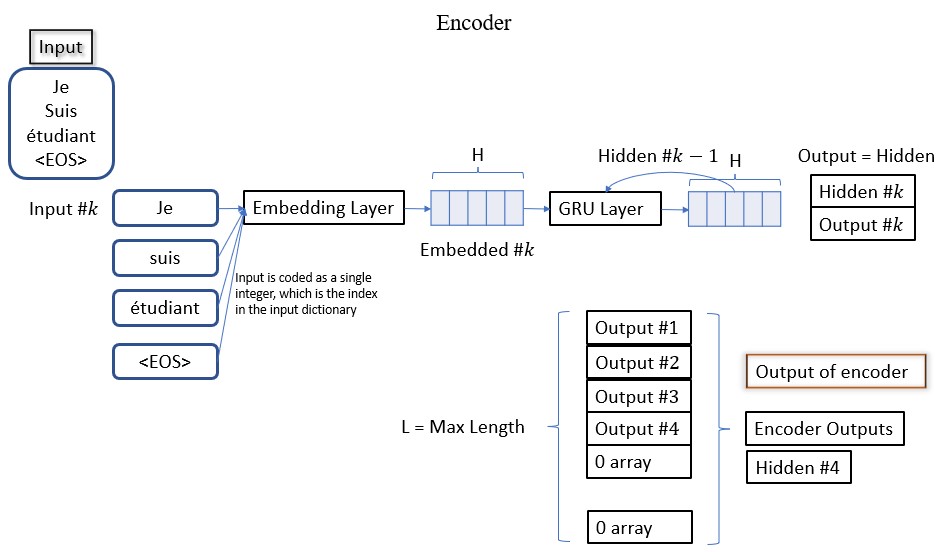 Encoder
Input
Je
Suis
étudiant
<EOS>
H
Hidden #k − 1
H
Output = Hidden
Input #k
Je
Embedding Layer
GRU Layer
Hidden #k
Output #k
Embedded #k
suis
Input is coded as a single
integer, which is the index
in the input dictionary
étudiant
<EOS>
L = Max Length
Output #1
Output #2
Output #3
Output #4
0 array
0 array
Output of encoder
Encoder Outputs
Hidden #4